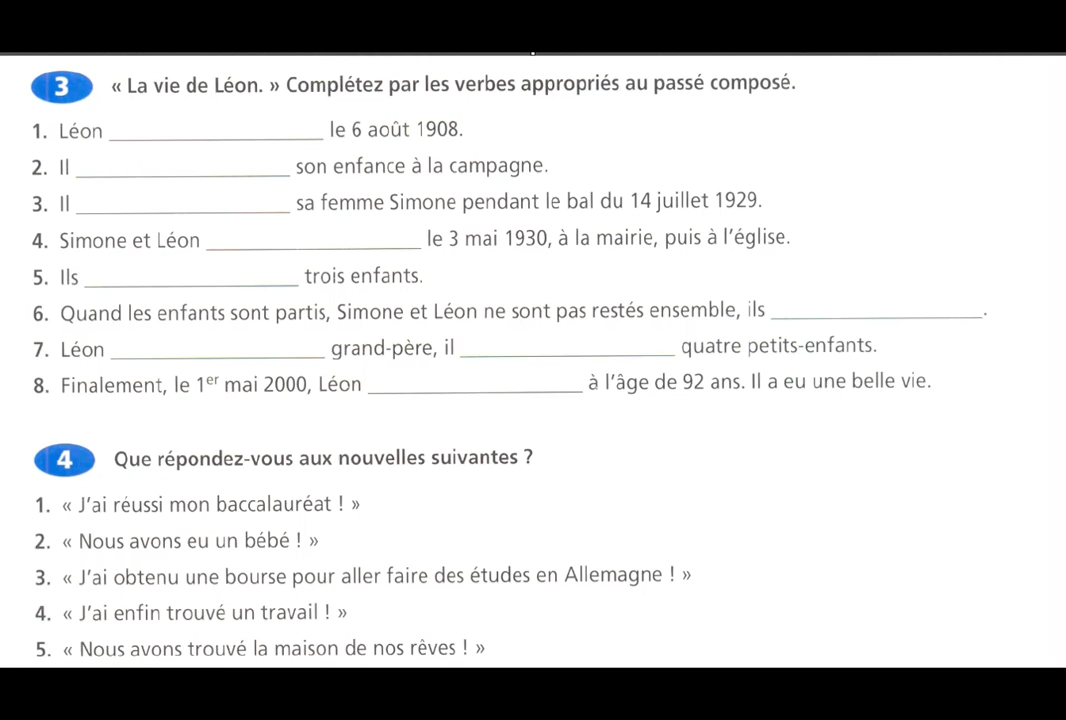 3 « La vie de Léon. » Complétez par les verbes appropriés au passé composé.
1. Léon ____________________ le 6 août 1908.
2. Il ____________________ son enfance à la campagne.
3. Il ____________________ sa femme Simone pendant le bal du 14 juillet 1929.
4. Simone et Léon ____________________ le 3 mai 1930, à la mairie, puis à l'église.
5. Ils ____________________ trois enfants.
6. Quand les enfants sont partis, Simone et Léon ne sont pas restés ensemble, ils ____________________.
7. Léon ____________________ grand-père, il ____________________ quatre petits-enfants.
8. Finalement, le 1er mai 2000, Léon ____________________ à l'âge de 92 ans. Il a eu une belle vie.
4 Que répondez-vous aux nouvelles suivantes ?
1. « J'ai réussi mon baccalauréat ! »
2. « Nous avons eu un bébé ! »
3. « J'ai obtenu une bourse pour aller faire des études en Allemagne ! »
4. « J'ai enfin trouvé un travail ! »
5. « Nous avons trouvé la maison de nos rêves ! »